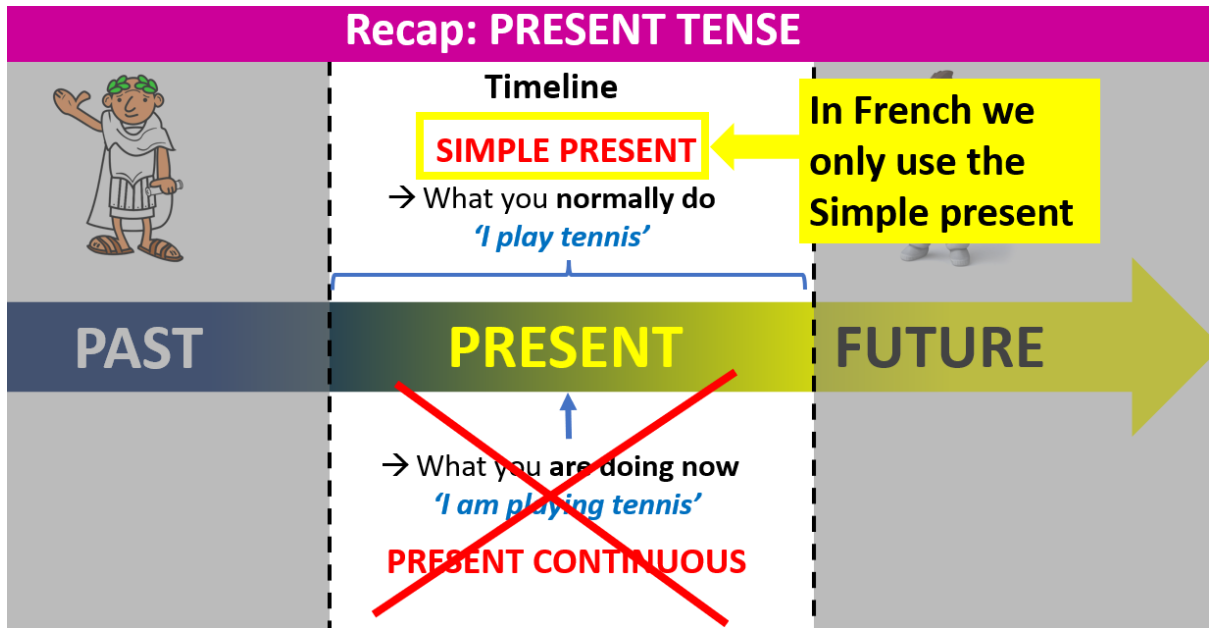 Recap: PRESENT TENSE
Timeline
SIMPLE PRESENT
→ What you normally do
‘I play tennis’
In French we
only use the
Simple present
PAST
PRESENT
FUTURE
→ What you are doing now
‘I am playing tennis’
PRESENT CONTINUOUS